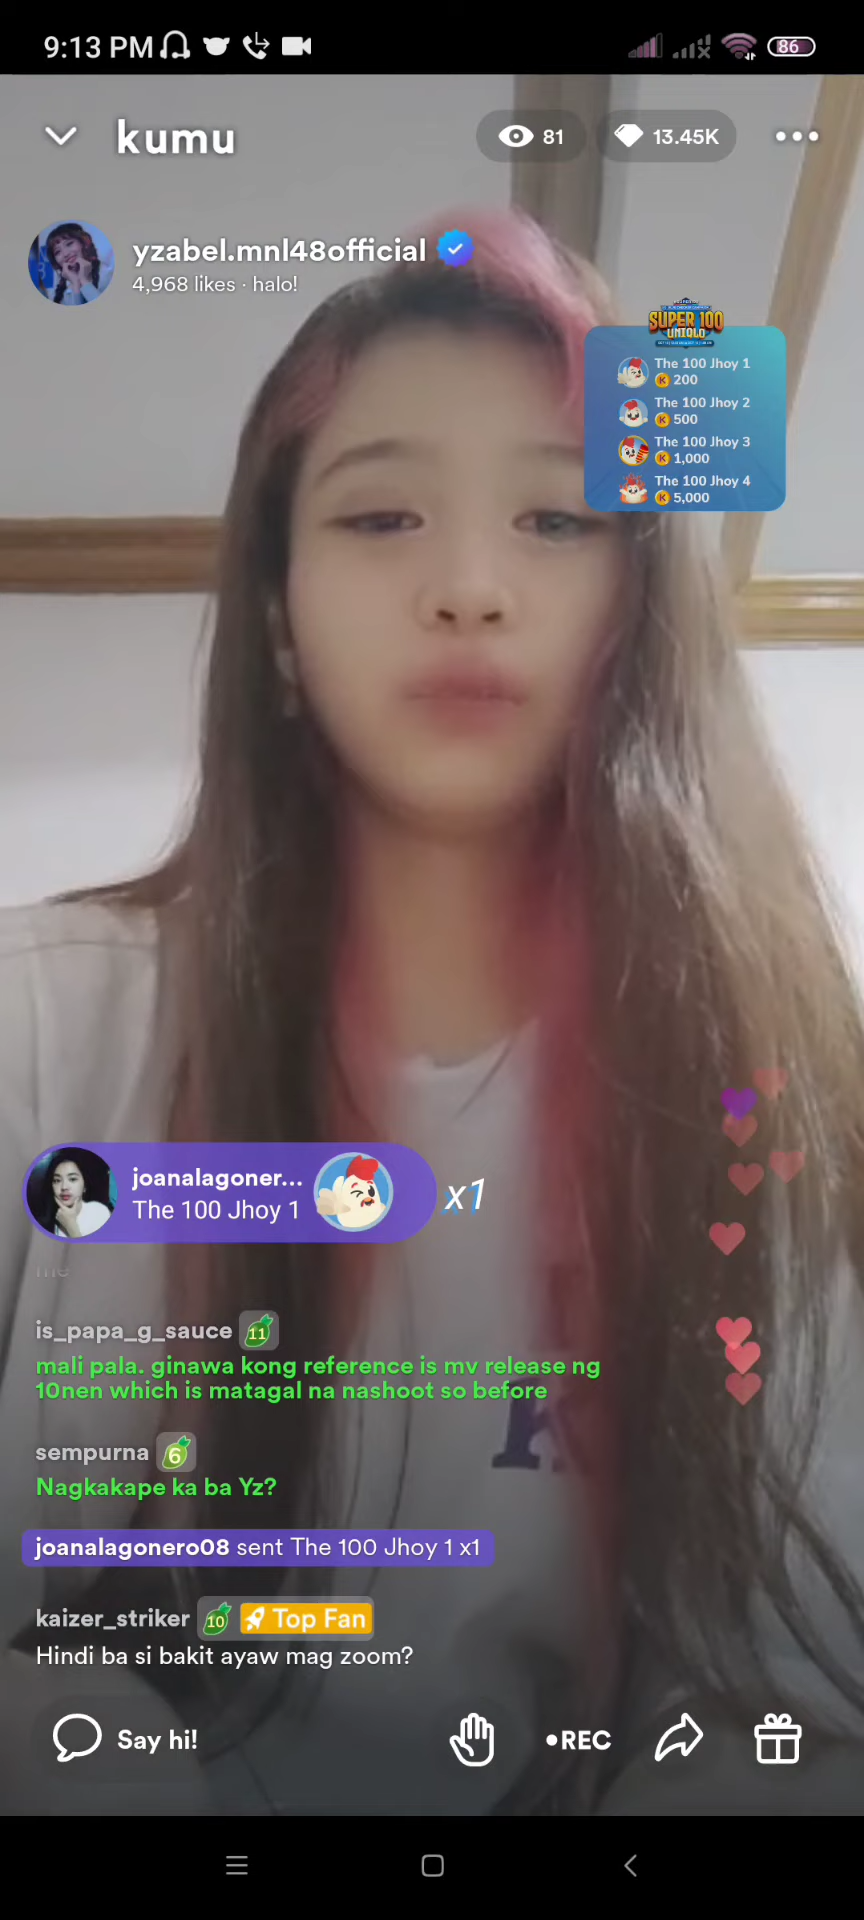 9:13 PM
86
kumu
81
13.45K
yzabel.mnl48official
4,968 likes · halo!
SUPER 100
UNIQLO
The 100 Jhoy 1
K 200
The 100 Jhoy 2
K 500
The 100 Jhoy 3
K 1,000
The 100 Jhoy 4
K 5,000
joanalagoner...
The 100 Jhoy 1
x1
me
is_papa_g_sauce 11
mali pala. ginawa kong reference is mv release ng
10nen which is matagal na nashoot so before
sempurna 6
Nagkakape ka ba Yz?
joanalagonero08 sent The 100 Jhoy 1 x1
kaizer_striker 10 Top Fan
Hindi ba si bakit ayaw mag zoom?
Say hi!
•REC